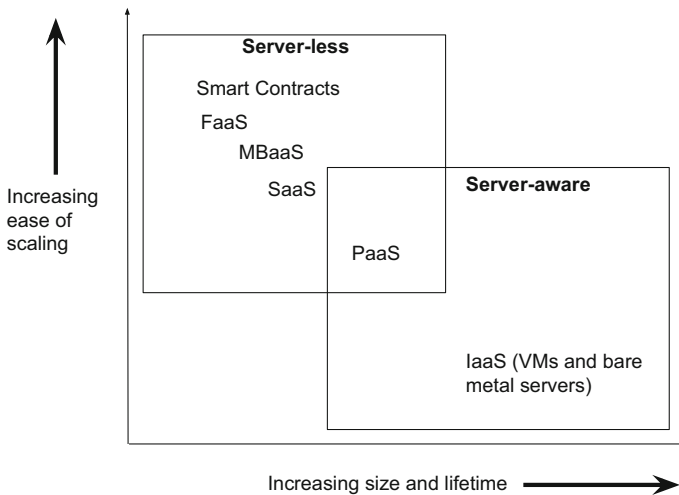 Server-less
Smart Contracts
FaaS
MBaaS
SaaS
Server-aware
PaaS
IaaS (VMs and bare
metal servers)
Increasing
ease of
scaling
Increasing size and lifetime